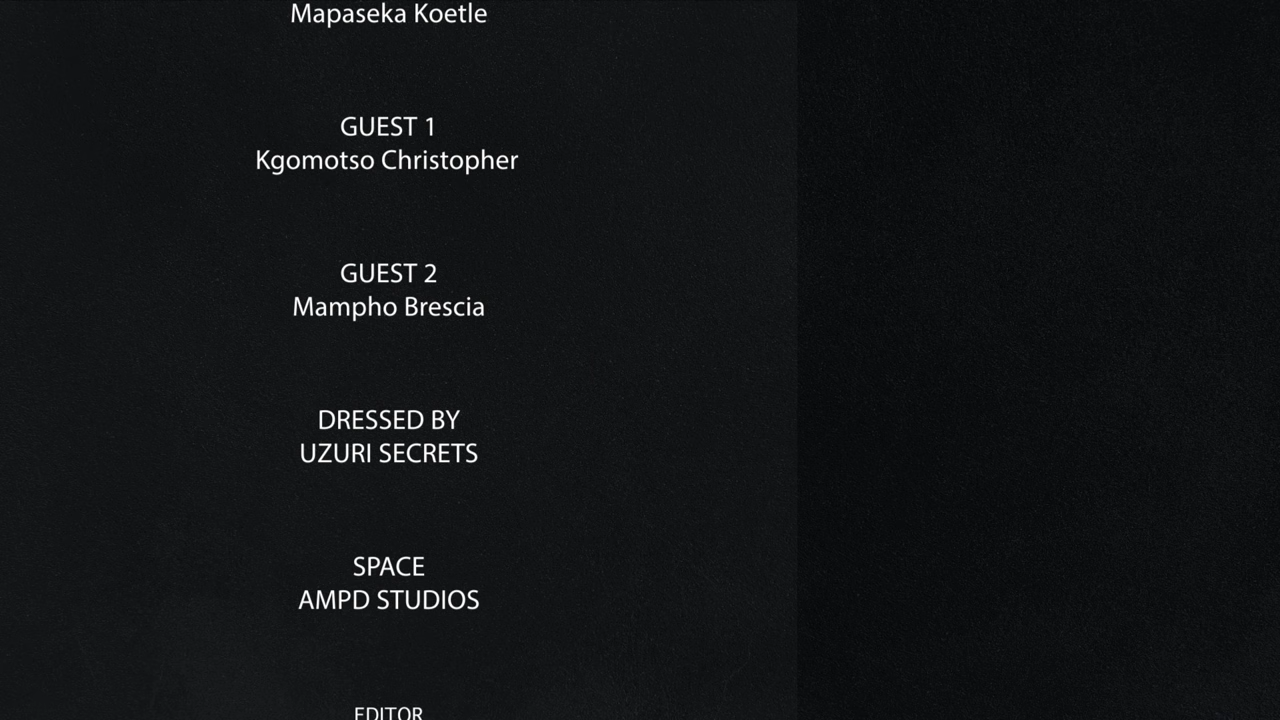 Mapaseka Koetle
GUEST 1
Kgomotso Christopher
GUEST 2
Mampho Brescia
DRESSED BY
UZURI SECRETS
SPACE
AMPD STUDIOS
EDITOR